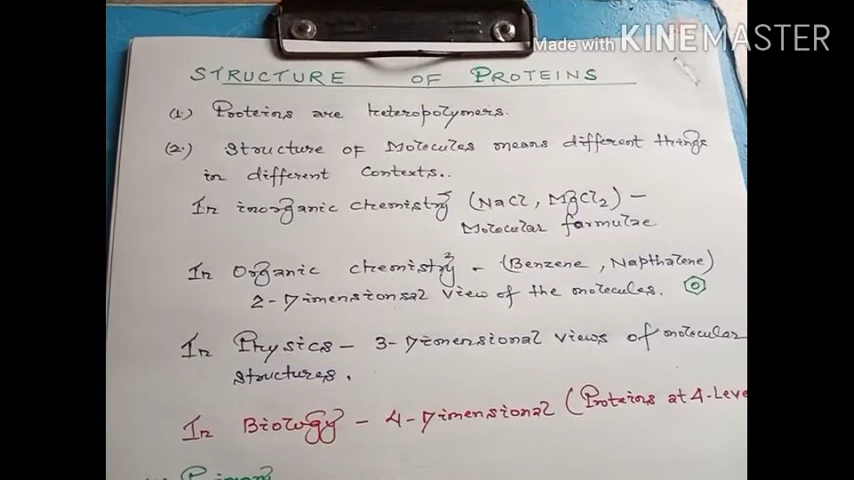 Made with KINEMASTER
STRUCTURE OF PROTEINS
(1) Proteins are heteropolymers.
(2.) Structure of Molecules means different things
in different contexts..
In inorganic chemistry (NaCl, MgCl2) –
Molecular formulae
In Organic chemistry - (Benzene, Napthalene)
2-Dimensionsal view of the molecules.
In Physics – 3-Dimensional views of molecular
structures.
In Biology – 4-Dimensional (Proteins at 4-Leve